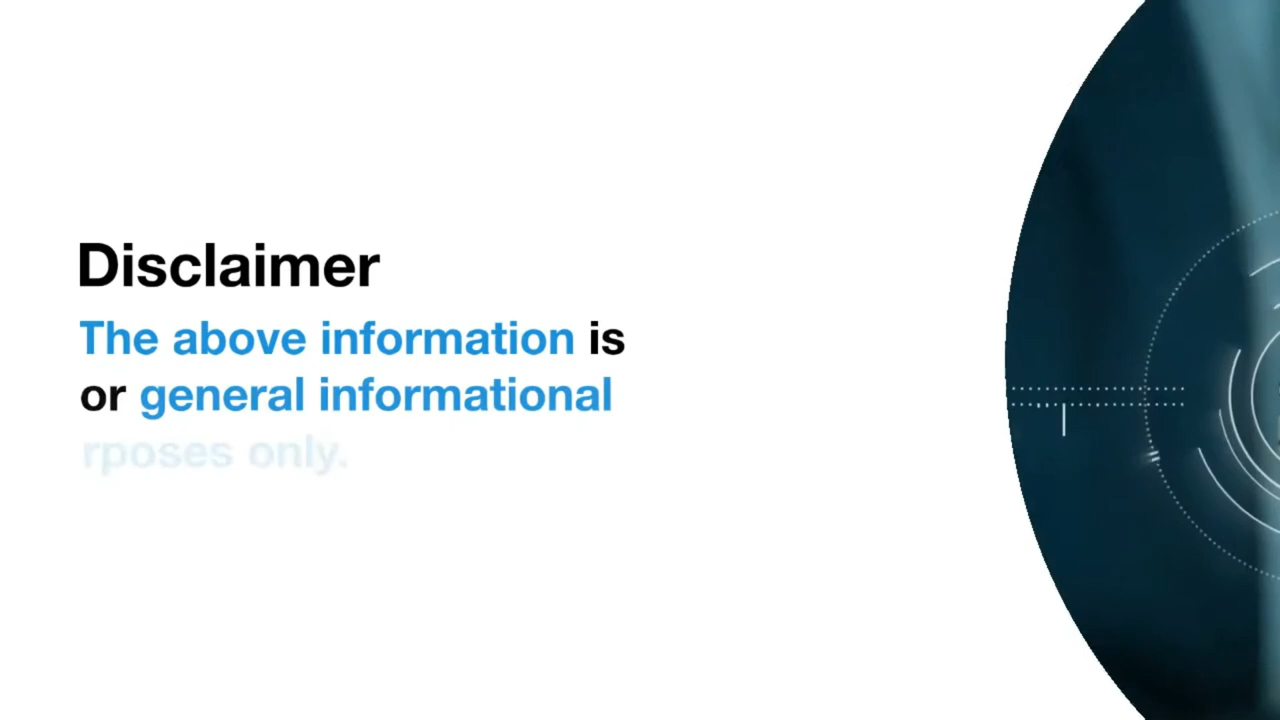 Disclaimer
The above information is
or general informational
rposes only.